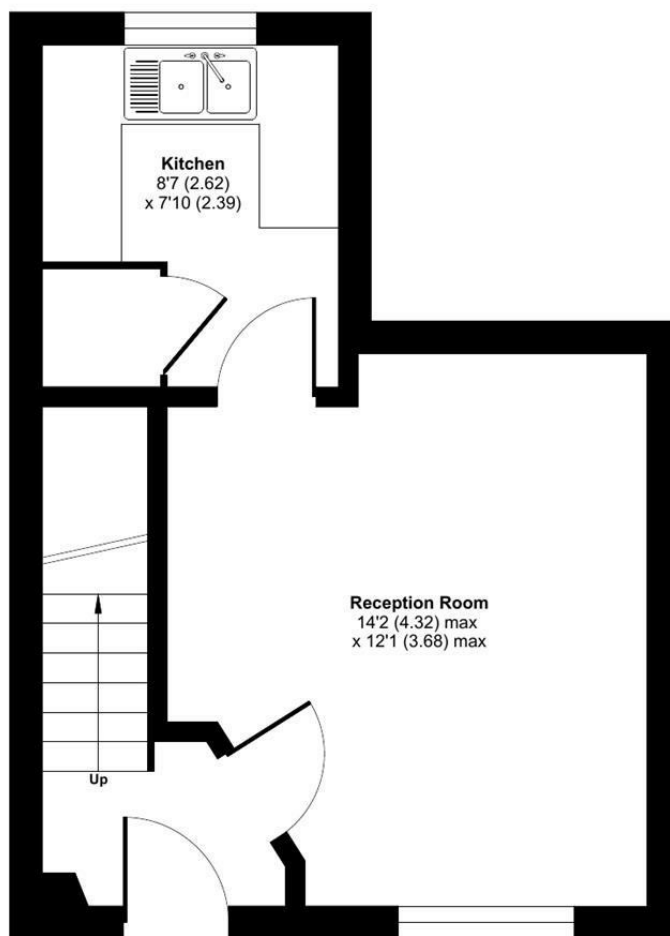 Kitchen
8'7 (2.62)
x 7'10 (2.39)
Reception Room
14'2 (4.32) max
x 12'1 (3.68) max
Up